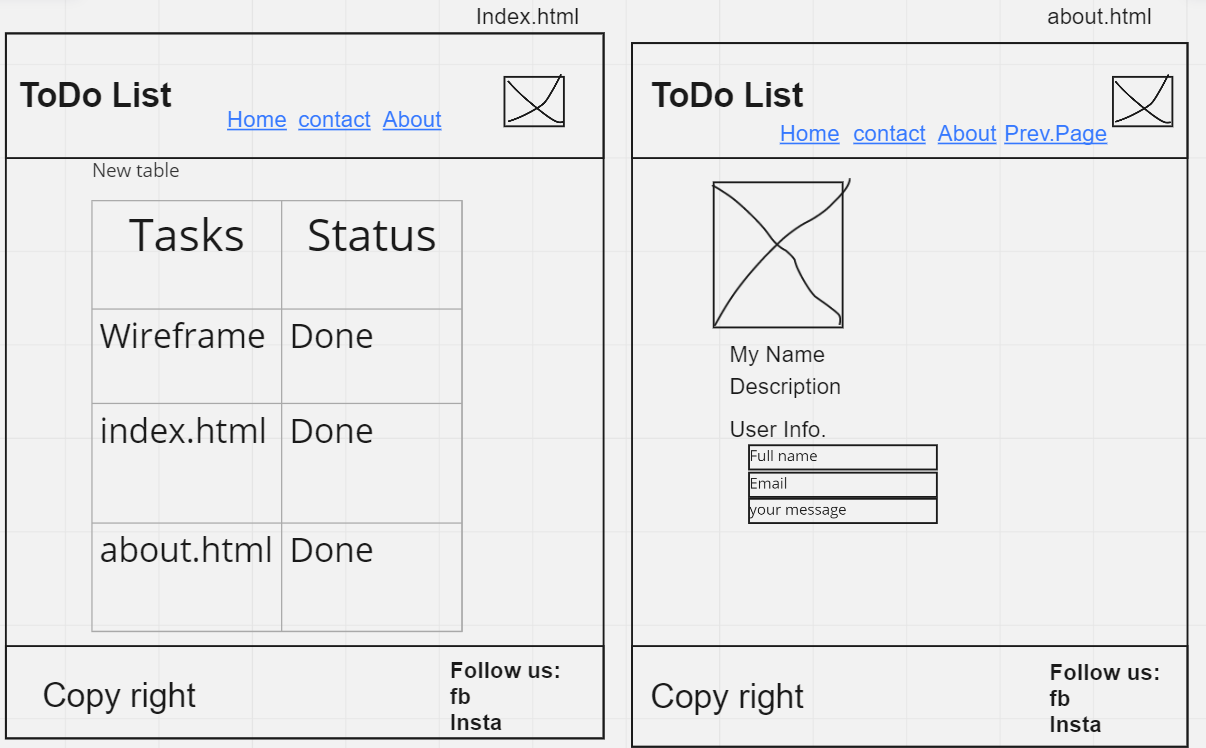 Index.html
ToDo List
Home contact About
New table
Tasks Status
Wireframe Done
index.html Done
about.html Done
Copy right
Follow us:
fb
Insta
about.html
ToDo List
Home contact About Prev.Page
My Name
Description
User Info.
Full name
Email
your message
Copy right
Follow us:
fb
Insta